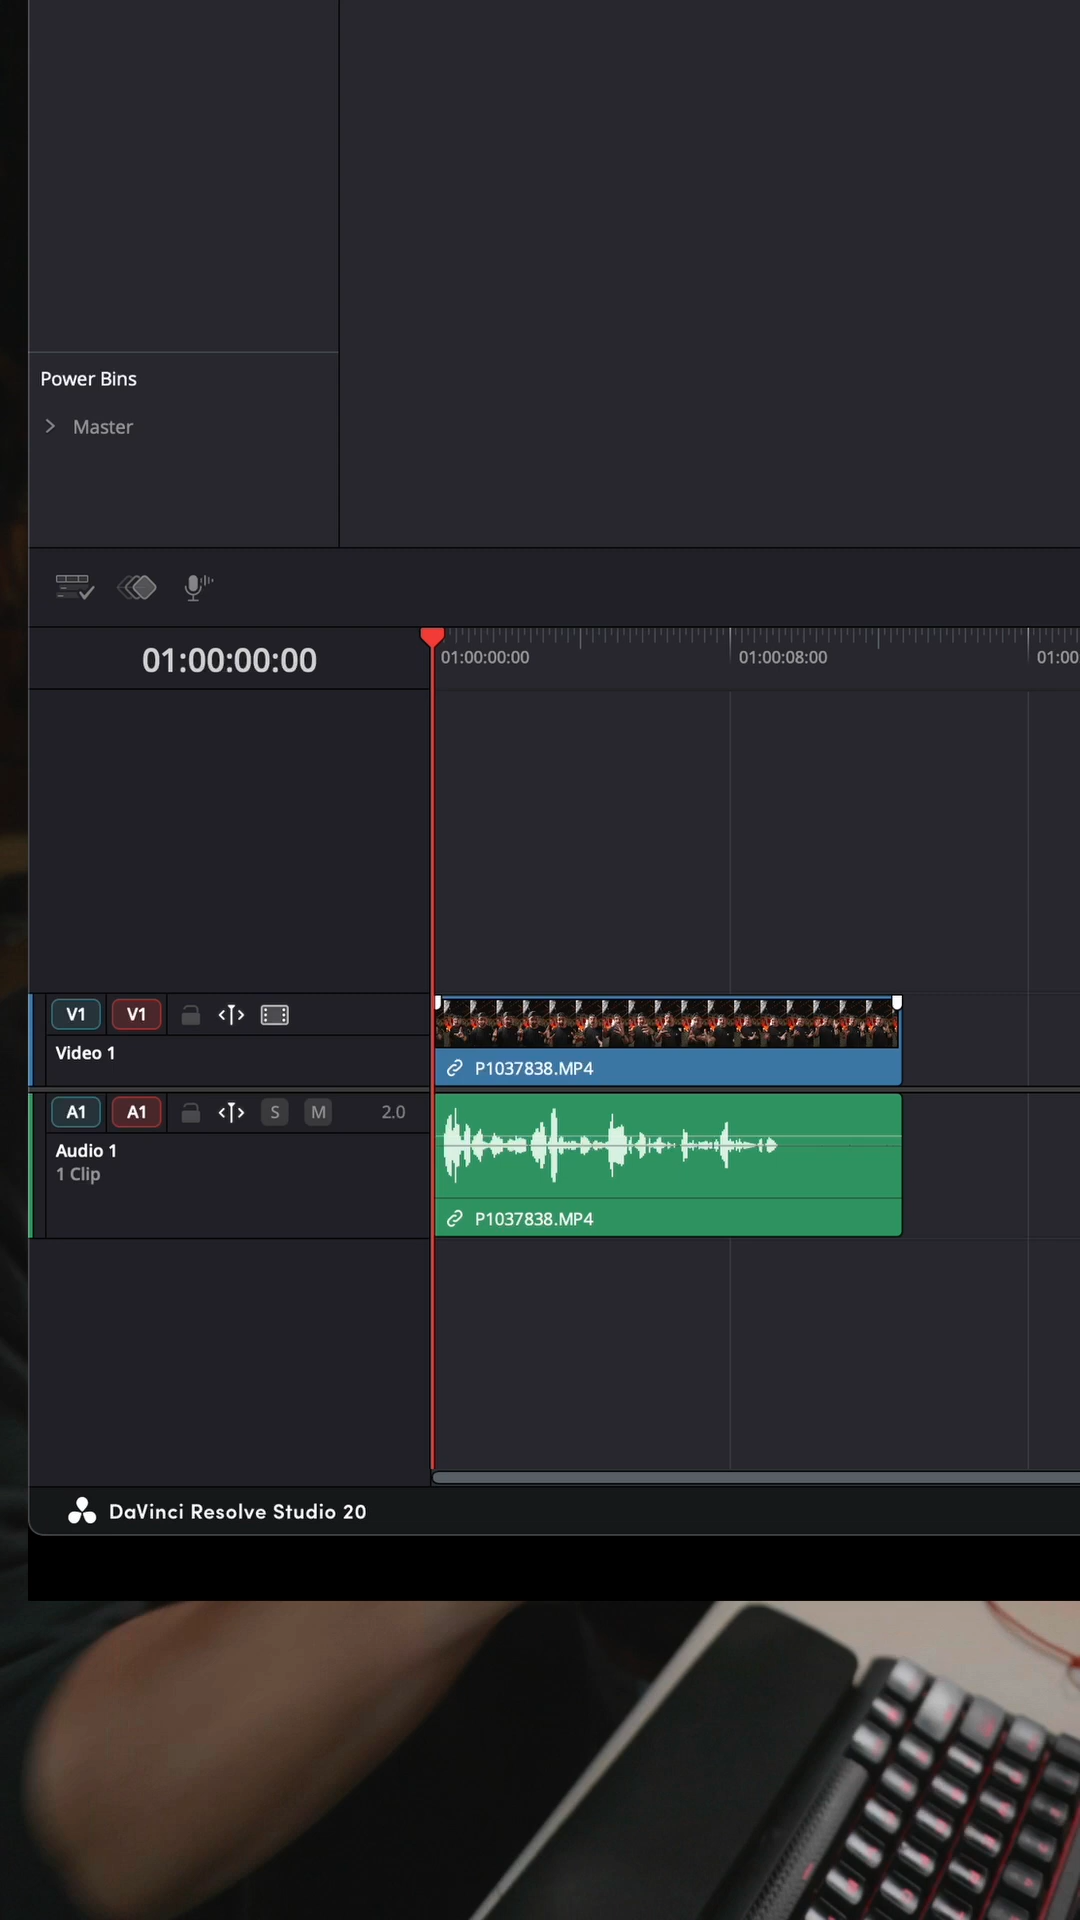 Power Bins
Master
01:00:00:00
01:00:00:00
01:00:08:00
01:00
V1
V1
Video 1
P1037838.MP4
A1
A1
S
M
2.0
Audio 1
1 Clip
P1037838.MP4
DaVinci Resolve Studio 20